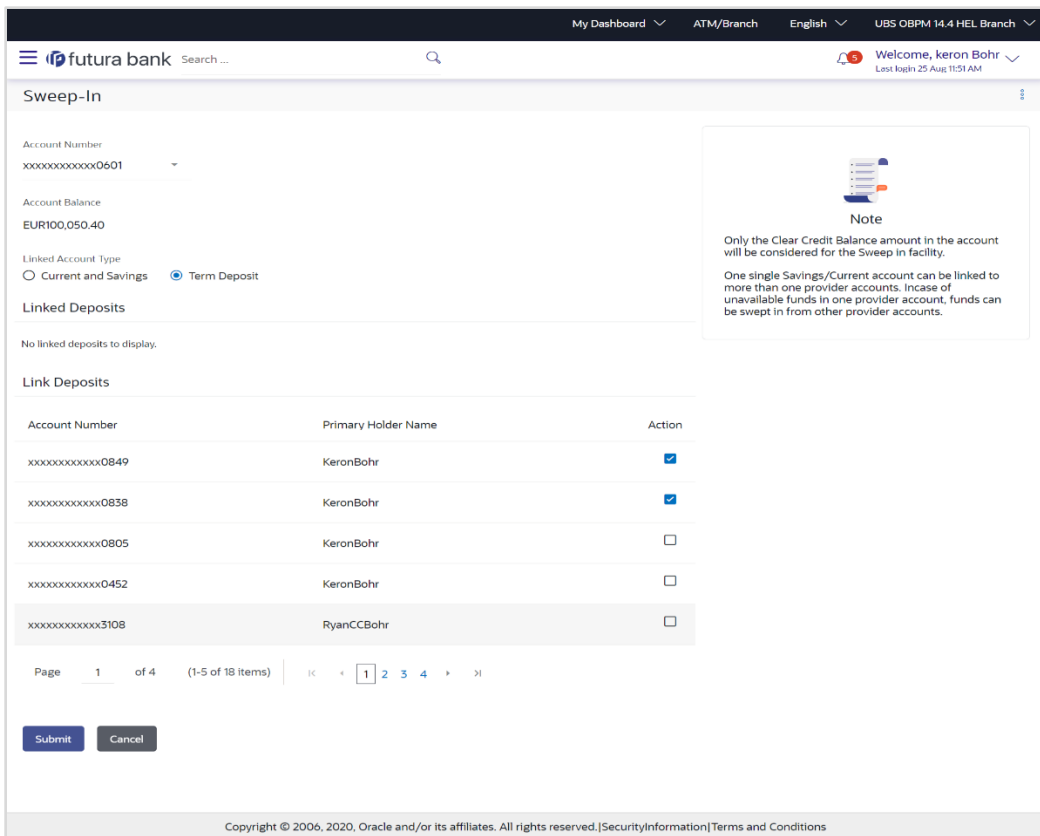 My Dashboard ATM/Branch English UBS OBPM 14.4 HEL Branch
futura bank Search ... 5 Welcome, keron Bohr
Last login 25 Aug 11:51 AM
Sweep-In
Account Number
xxxxxxxxxxxx0601
Account Balance
EUR100,050.40
Linked Account Type
Current and Savings Term Deposit
Linked Deposits
No linked deposits to display.
Link Deposits
Account Number Primary Holder Name Action
xxxxxxxxxxxx0849 KeronBohr
xxxxxxxxxxxx0838 KeronBohr
xxxxxxxxxxxx0805 KeronBohr
xxxxxxxxxxxx0452 KeronBohr
xxxxxxxxxxxx3108 RyanCCBohr
Page 1 of 4 (1-5 of 18 items) 1 2 3 4
Submit Cancel
Note
Only the Clear Credit Balance amount in the account
will be considered for the Sweep in facility.
One single Savings/Current account can be linked to
more than one provider accounts. Incase of
unavailable funds in one provider account, funds can
be swept in from other provider accounts.
Copyright © 2006, 2020, Oracle and/or its affiliates. All rights reserved.|SecurityInformation|Terms and Conditions